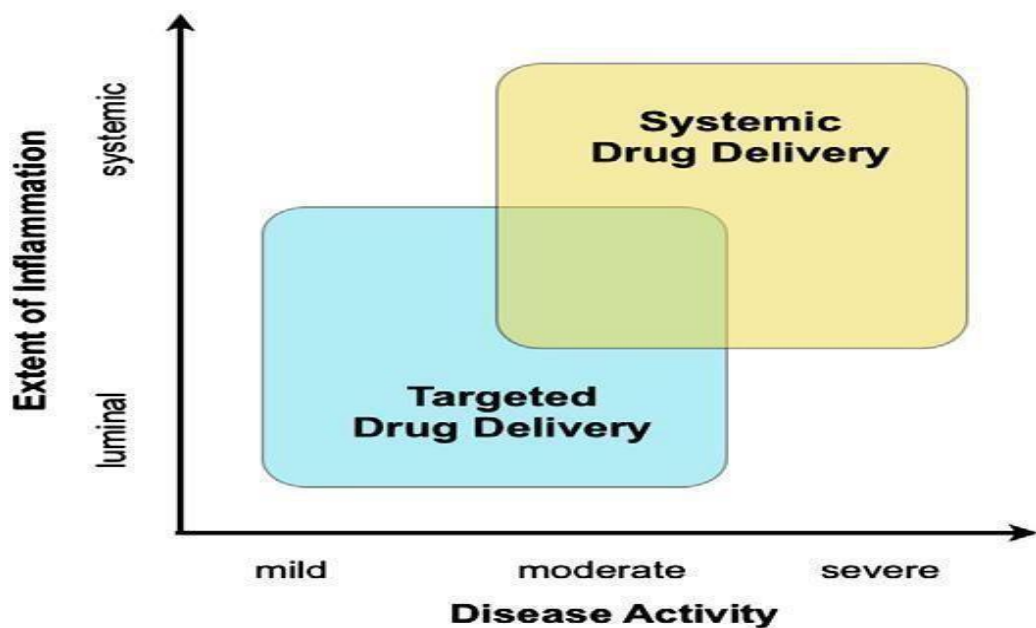 Extent of Inflammation
systemic
luminal
Systemic
Drug Delivery
Targeted
Drug Delivery
mild moderate severe
Disease Activity